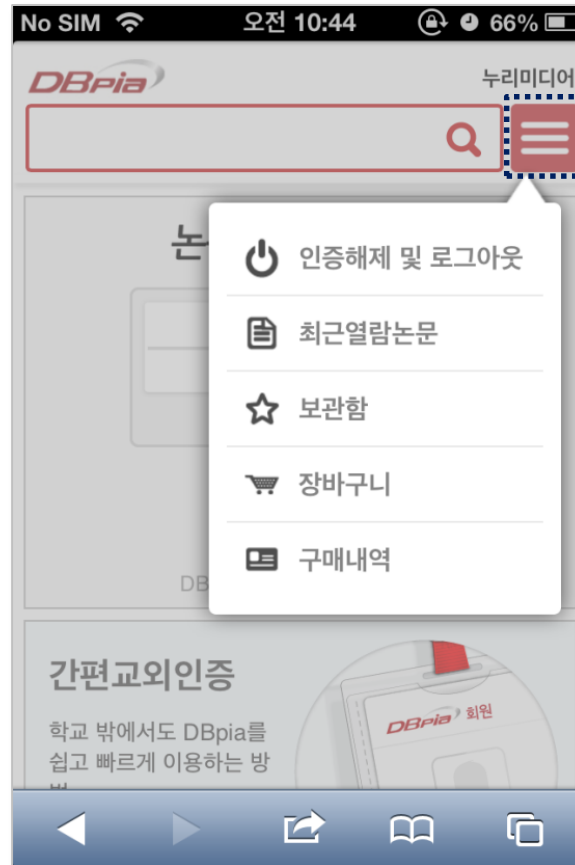 No SIM 오전 10:44 66%
DBpia 누리미디어
논
인증해제 및 로그아웃
최근열람논문
보관함
장바구니
구매내역
DB
간편교외인증
학교 밖에서도 DBpia를
쉽고 빠르게 이용하는 방
DBpia 회원